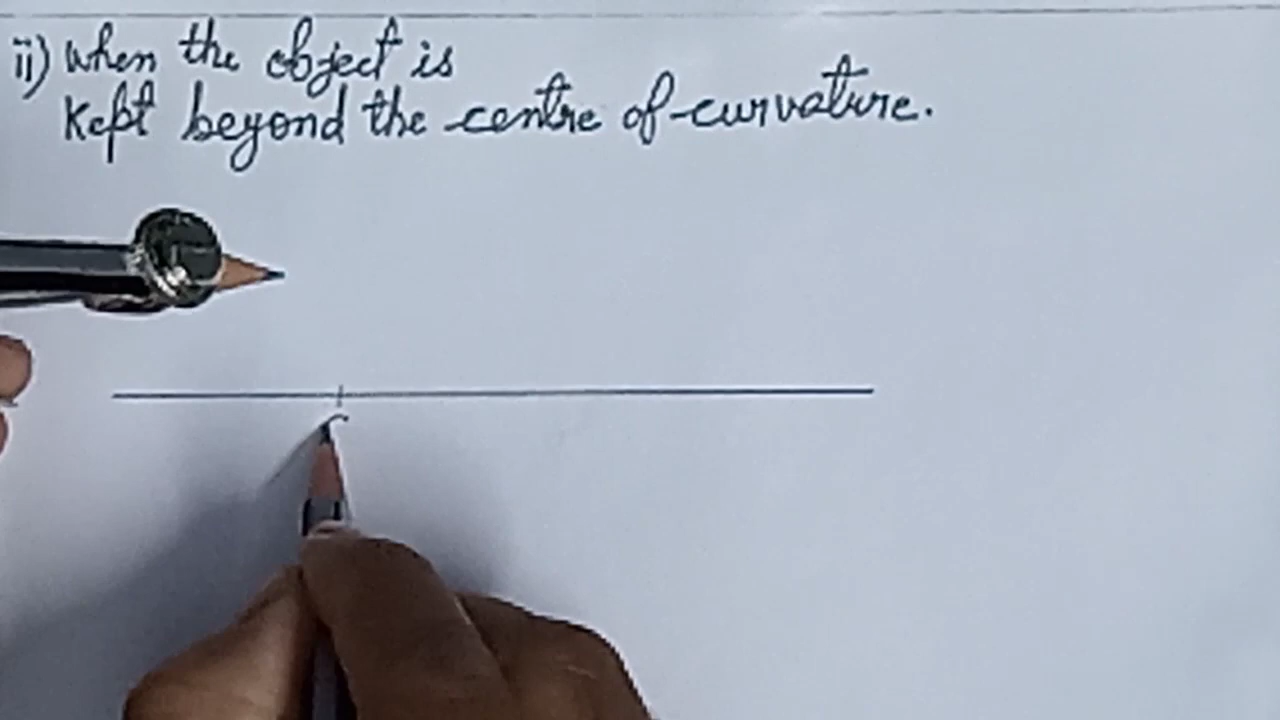 ii) when the object is
kept beyond the centre of curvature.